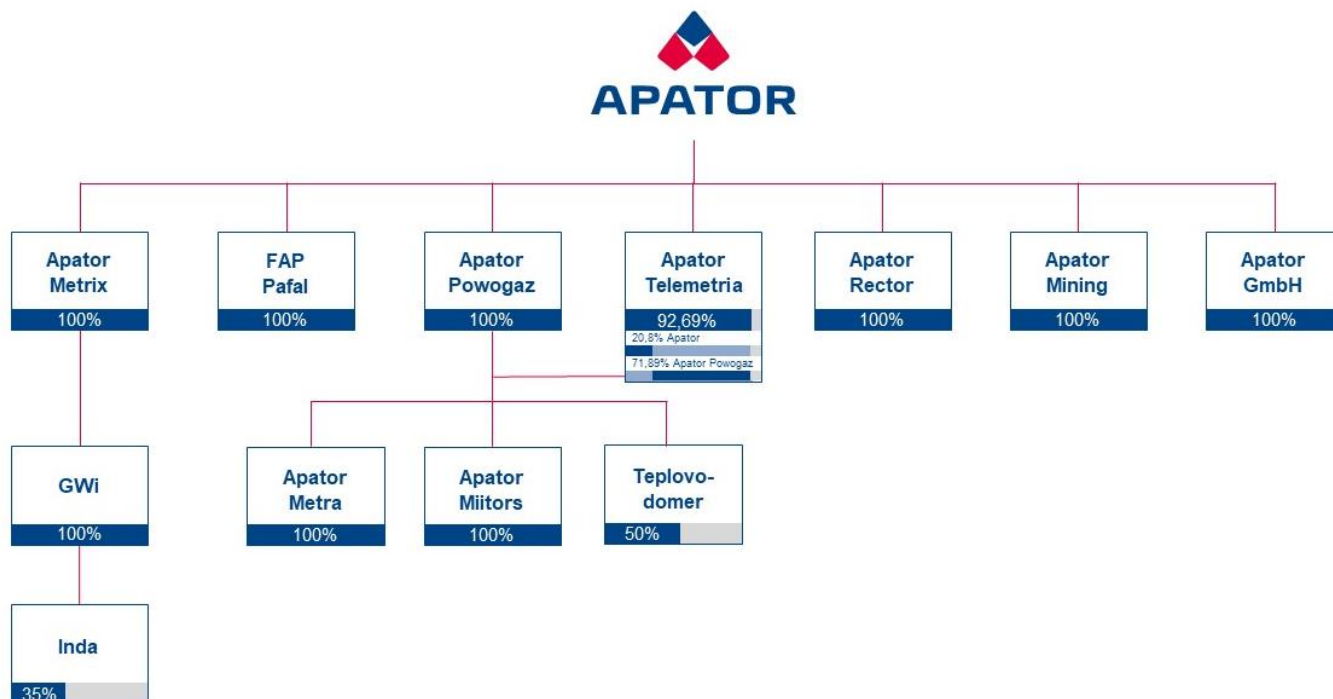 APATOR
Apator
Metrix
100%
FAP
Pafal
100%
Apator
Powogaz
100%
Apator
Telemetria
92,69%
20,8% Apator
71,89% Apator Powogaz
Apator
Rector
100%
Apator
Mining
100%
Apator
GmbH
100%
GWi
100%
Apator
Metra
100%
Apator
Miitors
100%
Teplovo-
domer
50%
Inda
35%